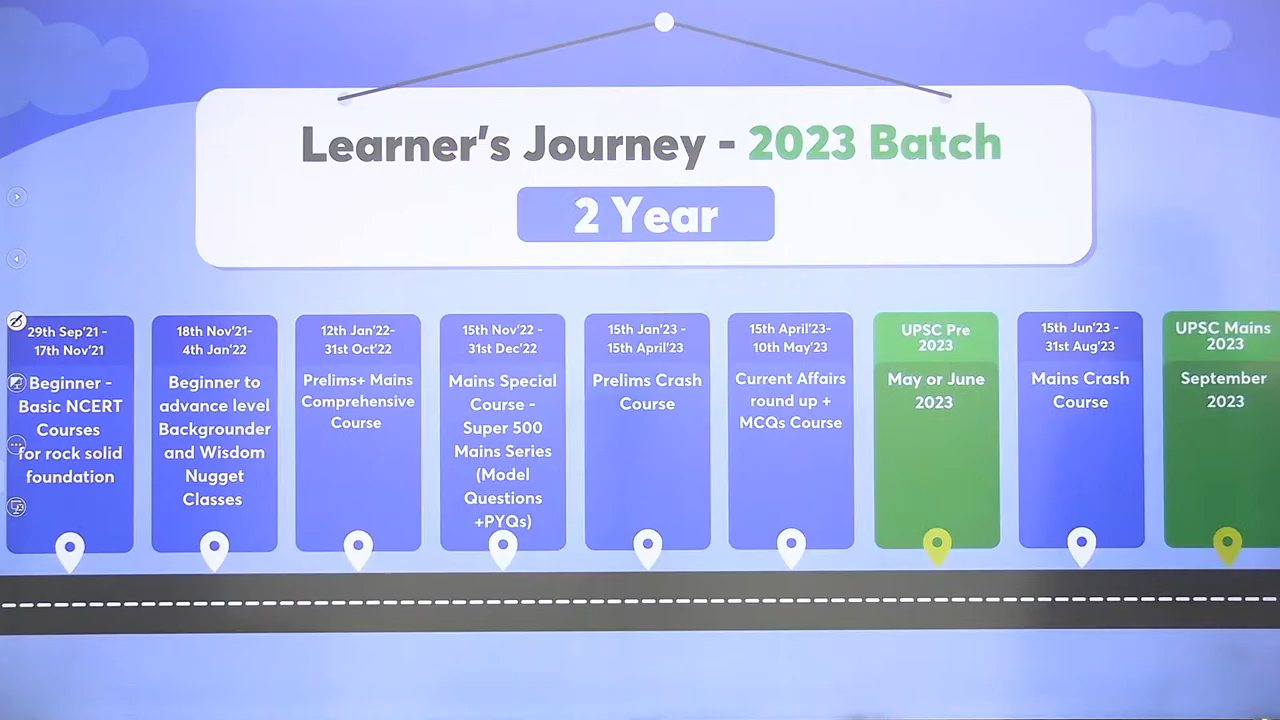 Learner's Journey - 2023 Batch
2 Year
29th Sep'21 -
17th Nov'21
Beginner -
Basic NCERT
Courses
for rock solid
foundation
18th Nov'21-
4th Jan'22
Beginner to
advance level
Backgrounder
and Wisdom
Nugget
Classes
12th Jan'22-
31st Oct'22
Prelims+ Mains
Comprehensive
Course
15th Nov'22 -
31st Dec'22
Mains Special
Course -
Super 500
Mains Series
(Model
Questions
+PYQs)
15th Jan'23 -
15th April'23
Prelims Crash
Course
15th April'23-
10th May'23
Current Affairs
round up +
MCQs Course
UPSC Pre
2023
May or June
2023
15th Jun'23 -
31st Aug'23
Mains Crash
Course
UPSC Mains
2023
September
2023